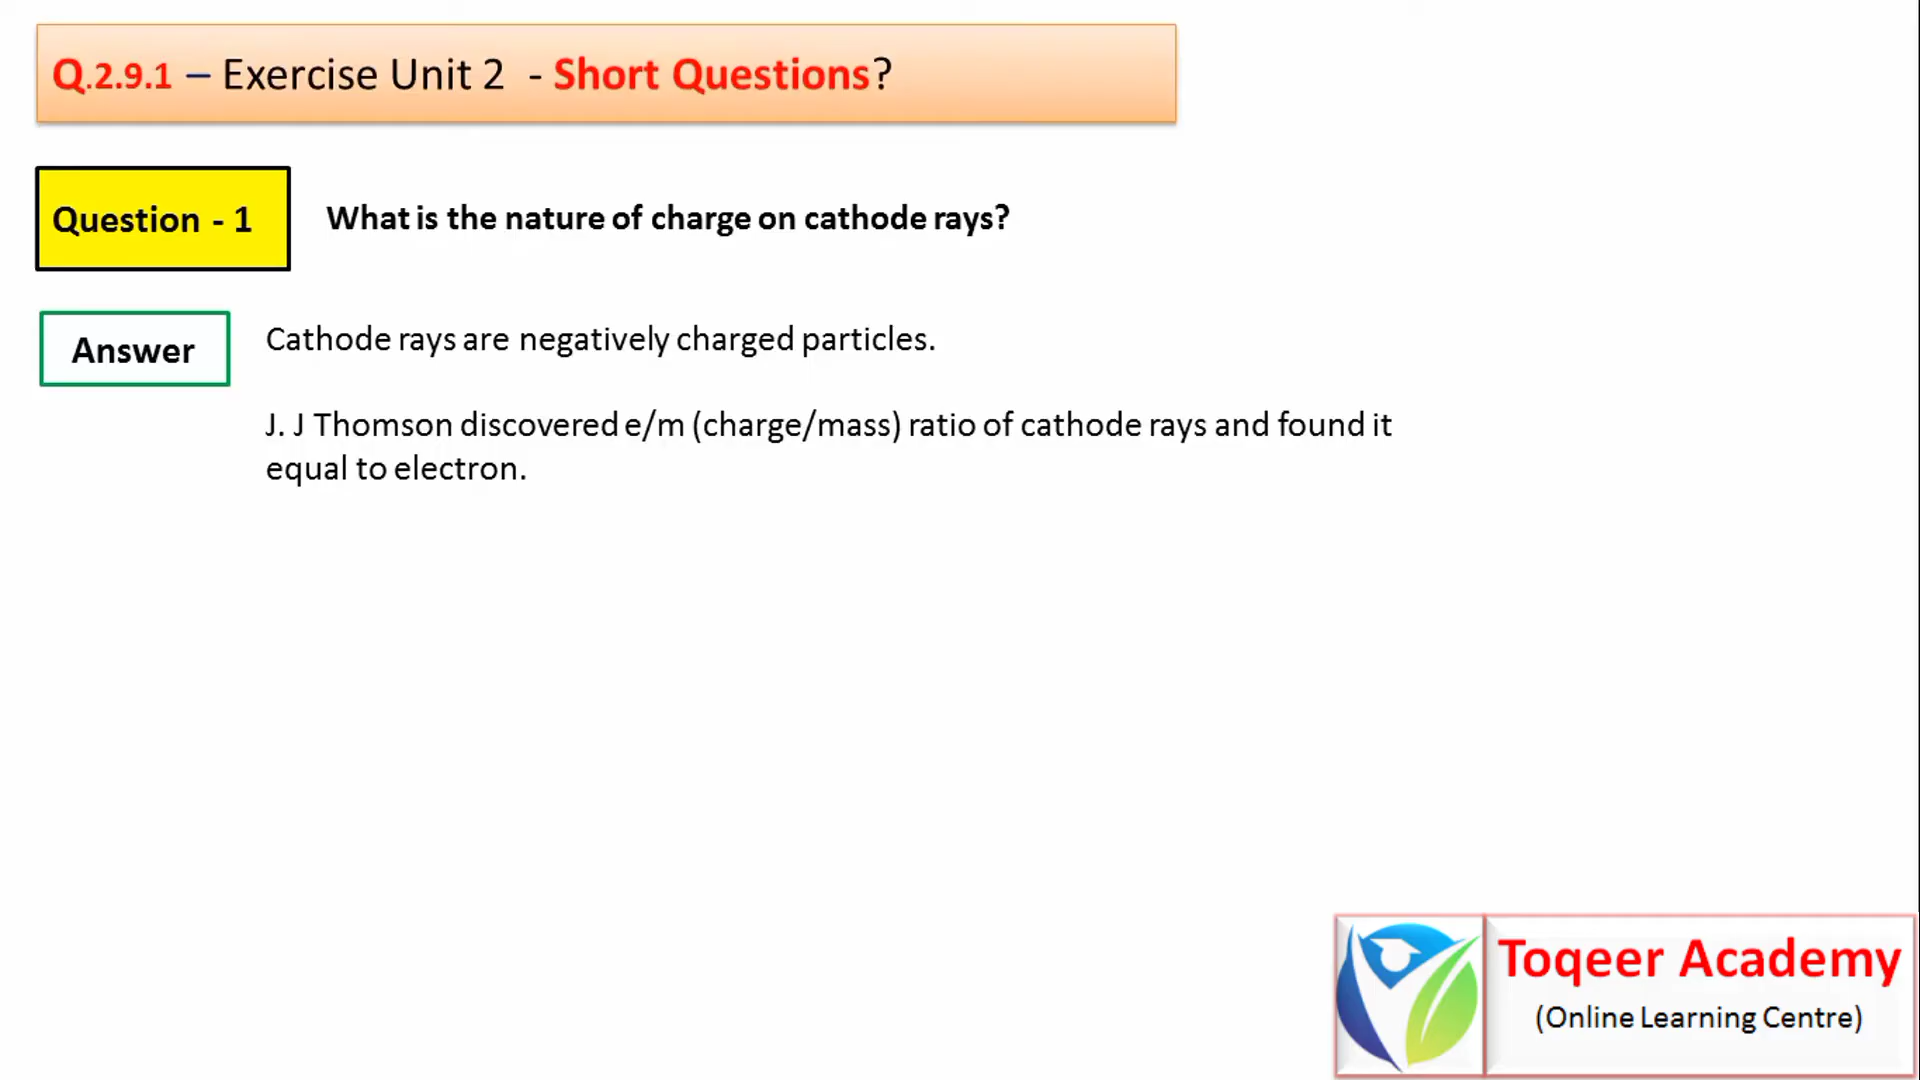 Q.2.9.1 – Exercise Unit 2 - Short Questions?
Question - 1
What is the nature of charge on cathode rays?
Answer
Cathode rays are negatively charged particles.
J. J Thomson discovered e/m (charge/mass) ratio of cathode rays and found it
equal to electron.
Toqeer Academy
(Online Learning Centre)